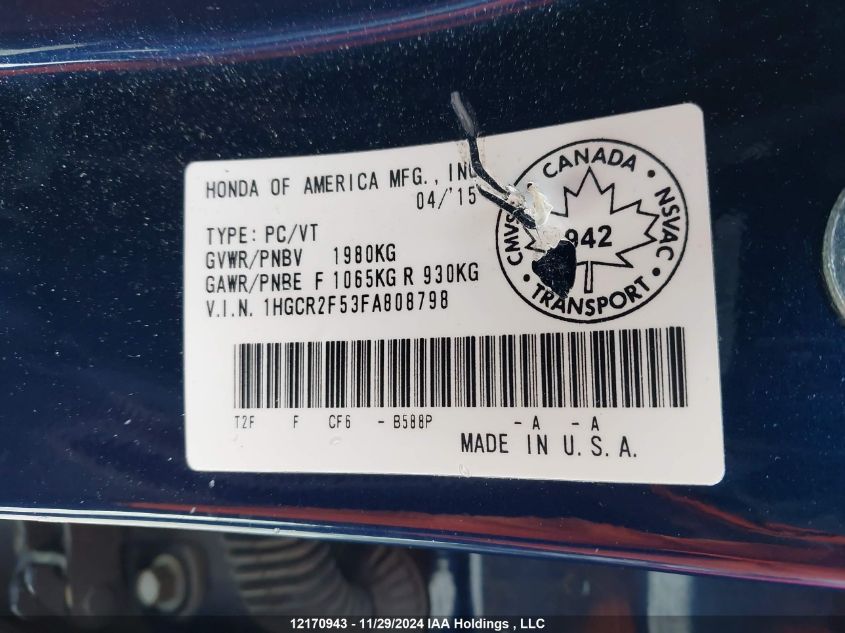 HONDA OF AMERICA MFG., INC
04/'15
TYPE: PC/VT
GVWR/PNBV 1980KG
GAWR/PNBE F 1065KG R 930KG
V.I.N. 1HGCR2F53FA808798
CANADA · NSVAC · TRANSPORT · CMVS
942
T2F F CF6 - B588P - A - A
MADE IN U.S.A.
12170943 - 11/29/2024 IAA Holdings , LLC